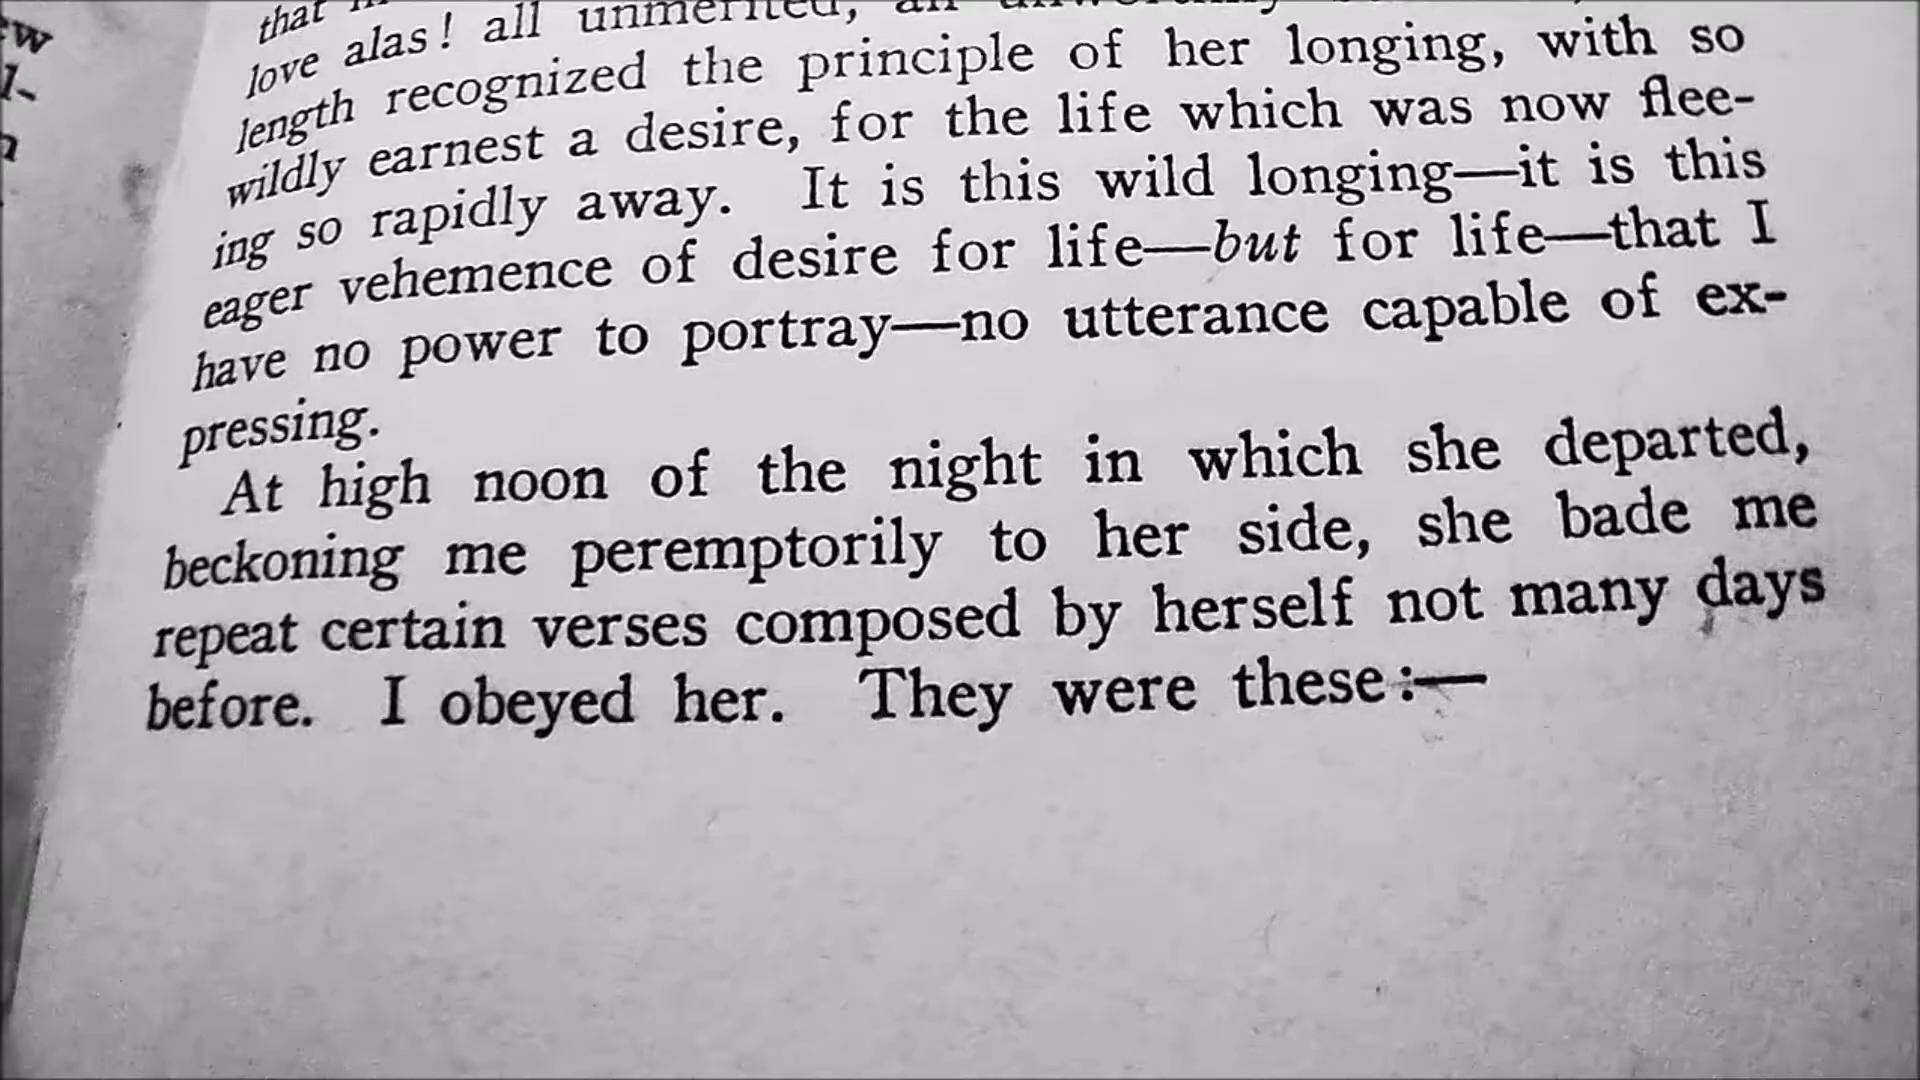 that
love alas! all unmerited,
length recognized the principle of her longing, with so
wildly earnest a desire, for the life which was now flee-
ing so rapidly away. It is this wild longing—it is this
eager vehemence of desire for life—but for life—that I
have no power to portray—no utterance capable of ex-
pressing.
At high noon of the night in which she departed,
beckoning me peremptorily to her side, she bade me
repeat certain verses composed by herself not many days
before. I obeyed her. They were these:—